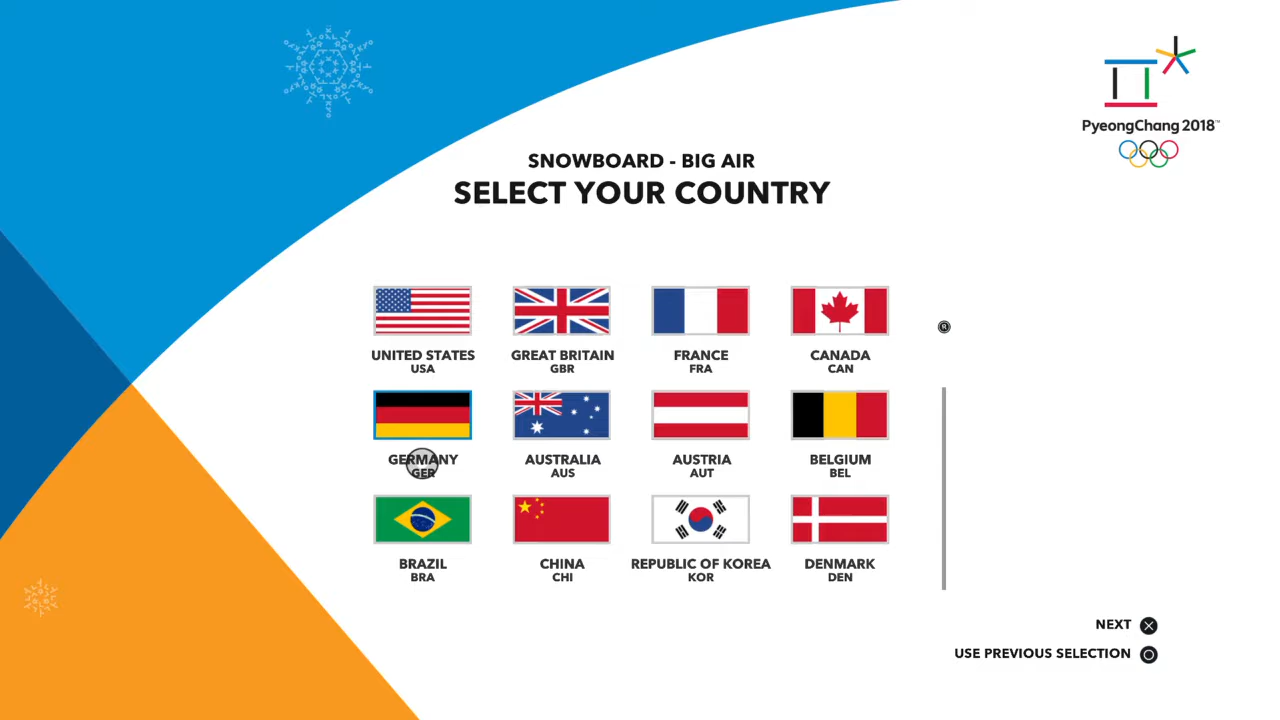 PyeongChang 2018™
SNOWBOARD - BIG AIR
SELECT YOUR COUNTRY
UNITED STATES
USA
GREAT BRITAIN
GBR
FRANCE
FRA
CANADA
CAN
GERMANY
GER
AUSTRALIA
AUS
AUSTRIA
AUT
BELGIUM
BEL
BRAZIL
BRA
CHINA
CHI
REPUBLIC OF KOREA
KOR
DENMARK
DEN
NEXT
USE PREVIOUS SELECTION